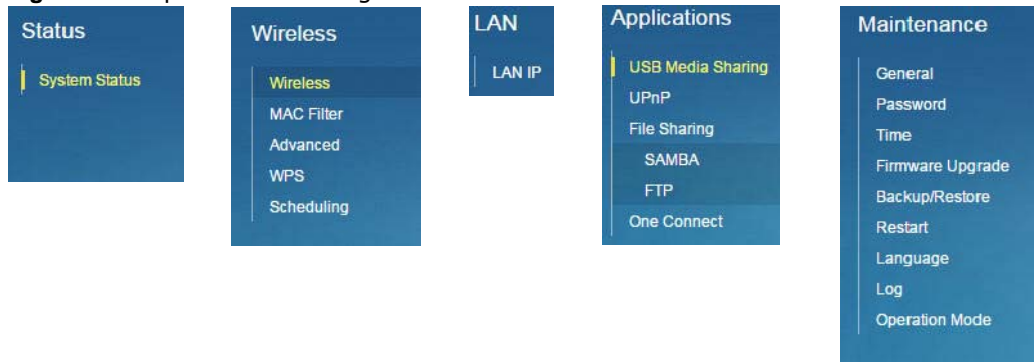 Status
System Status
Wireless
Wireless
MAC Filter
Advanced
WPS
Scheduling
LAN
LAN IP
Applications
USB Media Sharing
UPnP
File Sharing
SAMBA
FTP
One Connect
Maintenance
General
Password
Time
Firmware Upgrade
Backup/Restore
Restart
Language
Log
Operation Mode